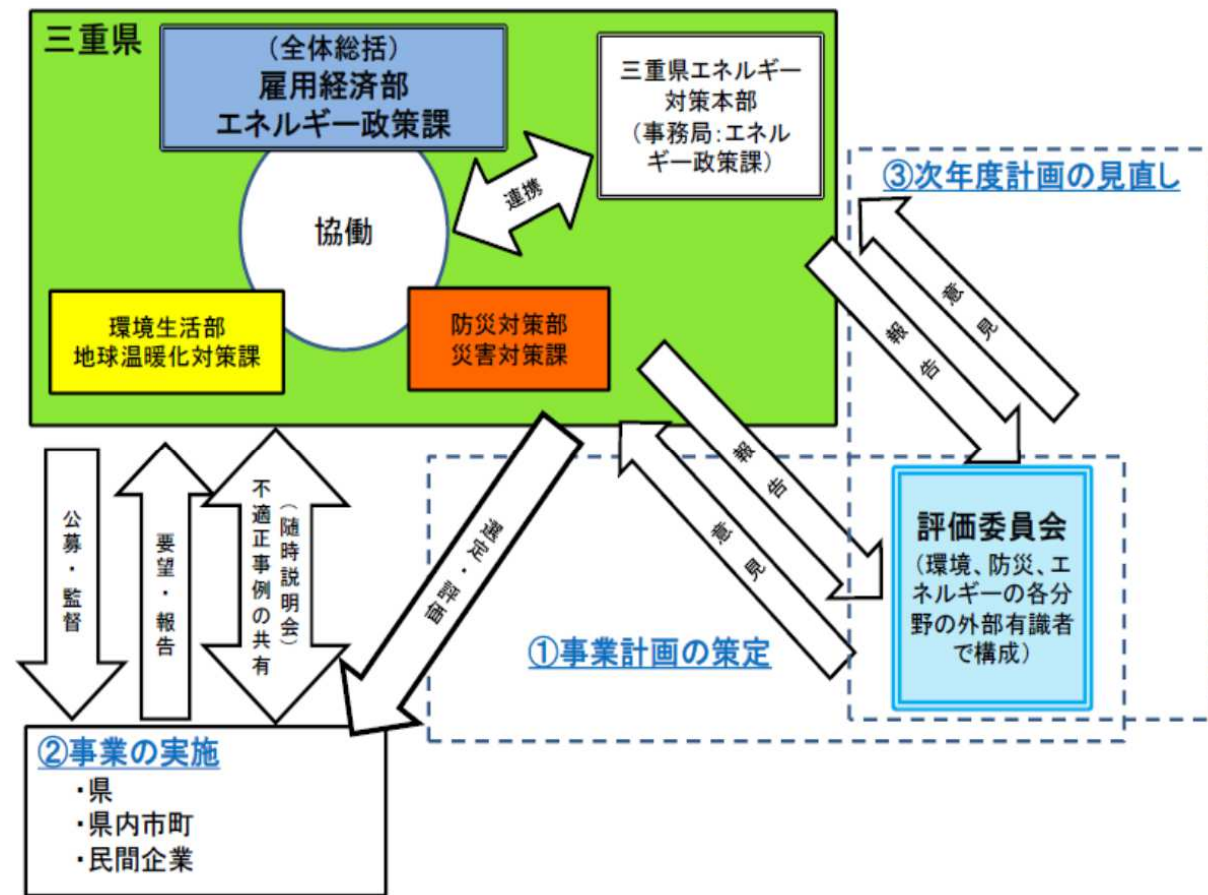 三重県
(全体総括)
雇用経済部
エネルギー政策課
三重県エネルギー
対策本部
(事務局:エネル
ギー政策課)
連携
協働
環境生活部
地球温暖化対策課
防災対策部
災害対策課
③次年度計画の見直し
意見
報告
報告
意見
選定・評価
公募・監督
要望・報告
(随時説明会)
不適正事例の共有
評価委員会
(環境、防災、エ
ネルギーの各分
野の外部有識者
で構成)
①事業計画の策定
②事業の実施
・県
・県内市町
・民間企業